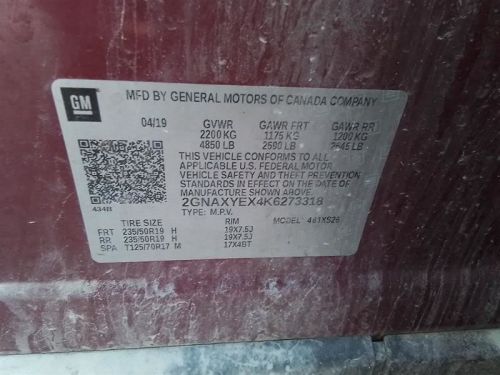 GM
MFD BY GENERAL MOTORS OF CANADA COMPANY
04/19 GVWR GAWR FRT GAWR RR
2200 KG 1175 KG 1200 KG
4850 LB 2590 LB 2645 LB
THIS VEHICLE CONFORMS TO ALL
APPLICABLE U.S. FEDERAL MOTOR
VEHICLE SAFETY AND THEFT PREVENTION
STANDARDS IN EFFECT ON THE DATE OF
MANUFACTURE SHOWN ABOVE.
2GNAXYEX4K6273318
434B TYPE: M.P.V. MODEL:
TIRE SIZE RIM
FRT 235/50R19 H 19X7.5J
RR 235/50R19 H 19X7.5J
SPA T125/70R17 M 17X4BT